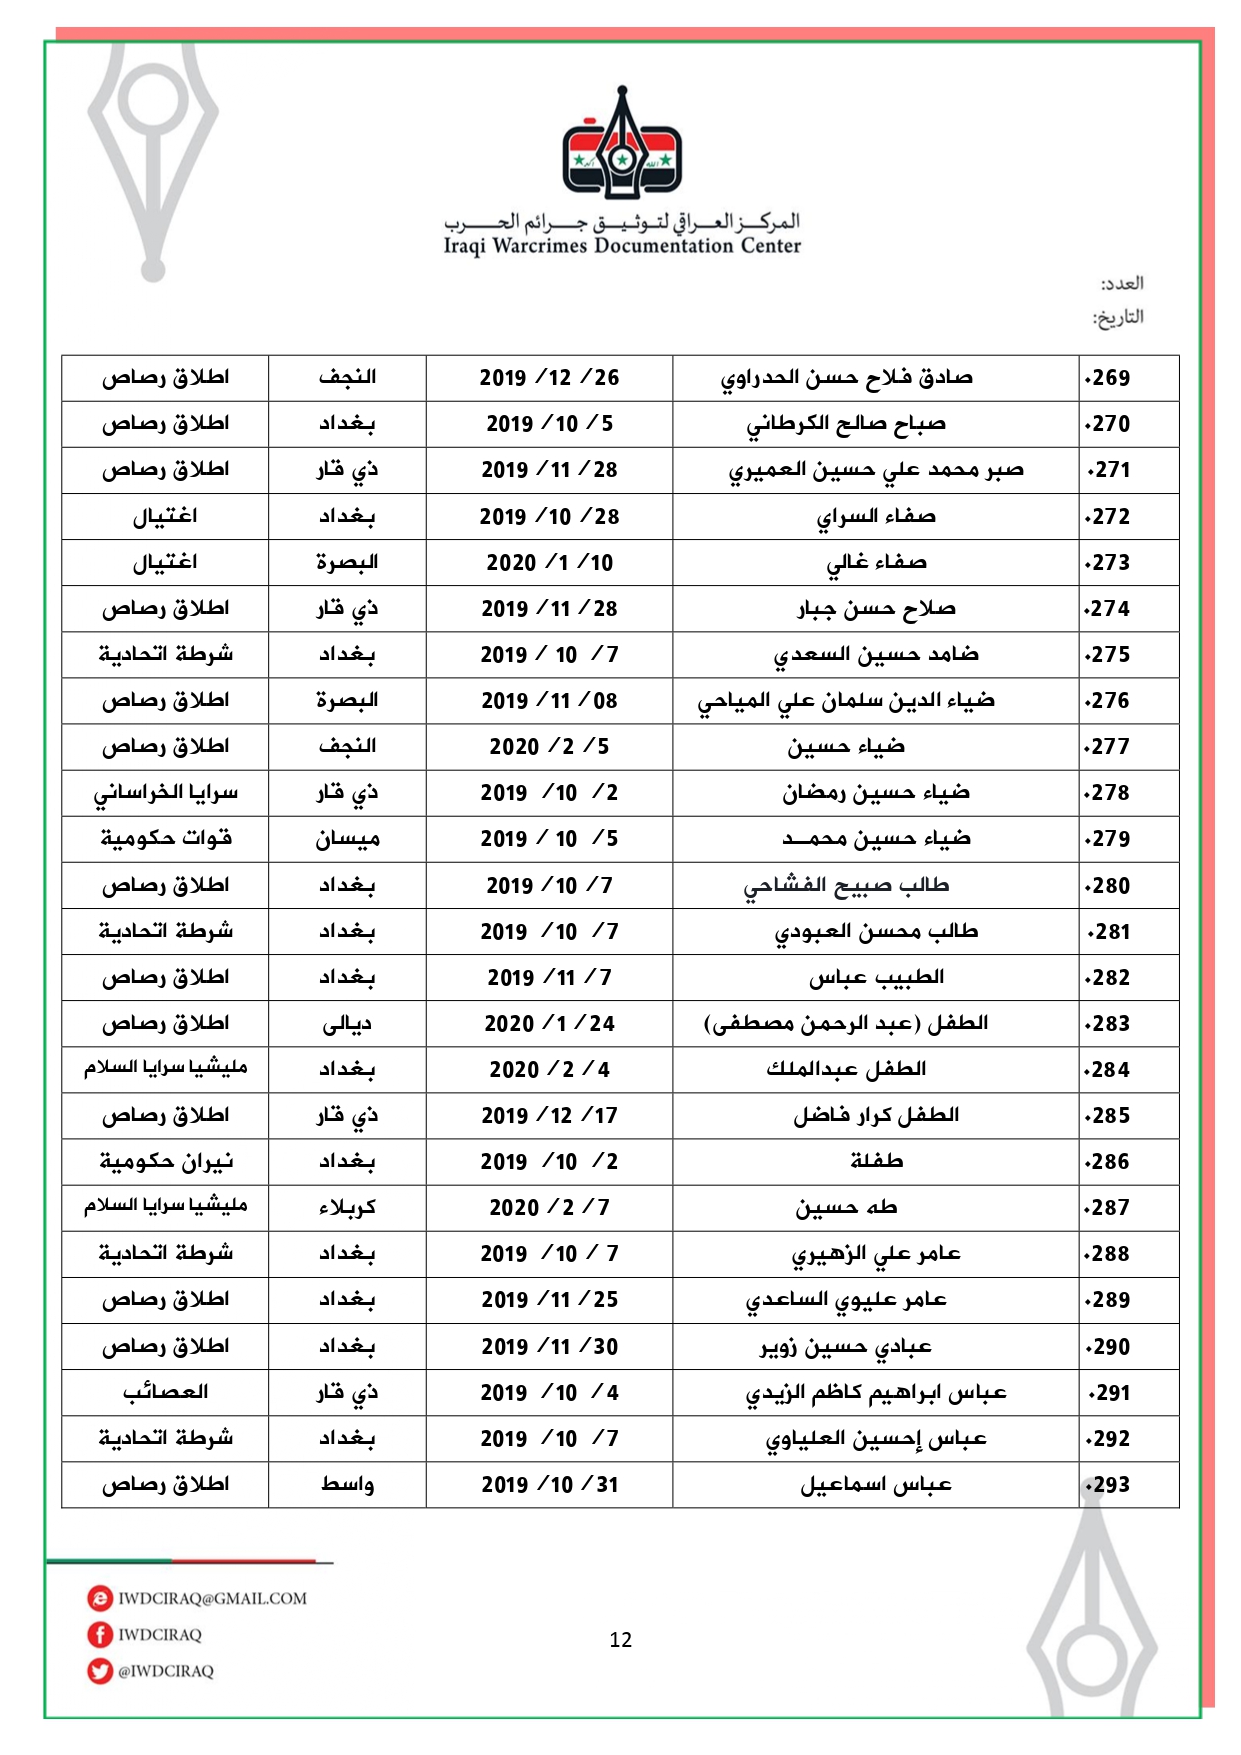 المركز العراقي لتوثيق جرائم الحرب
Iraqi Warcrimes Documentation Center
العدد:
التاريخ:
269. صادق فلاح حسن الحدراوي 26/ 12/ 2019 النجف اطلاق رصاص
270. صباح صالح الكرطاني 5/ 10/ 2019 بغداد اطلاق رصاص
271. صبر محمد علي حسين العميري 28/ 11/ 2019 ذي قار اطلاق رصاص
272. صفاء السراي 28/ 10/ 2019 بغداد اغتيال
273. صفاء غالي 10/ 1/ 2020 البصرة اغتيال
274. صلاح حسن جبار 28/ 11/ 2019 ذي قار اطلاق رصاص
275. ضامد حسين السعدي 7/ 10 / 2019 بغداد شرطة اتحادية
276. ضياء الدين سلمان علي المياحي 08/ 11/ 2019 البصرة اطلاق رصاص
277. ضياء حسين 5/ 2/ 2020 النجف اطلاق رصاص
278. ضياء حسين رمضان 2/ 10/ 2019 ذي قار سرايا الخراساني
279. ضياء حسين محمــد 5/ 10 / 2019 ميسان قوات حكومية
280. طالب صبيح الفشاحي 7/ 10/ 2019 بغداد اطلاق رصاص
281. طالب محسن العبودي 7/ 10/ 2019 بغداد شرطة اتحادية
282. الطبيب عباس 7/ 11/ 2019 بغداد اطلاق رصاص
283. الطفل (عبد الرحمن مصطفى) 24/ 1/ 2020 ديالى اطلاق رصاص
284. الطفل عبدالملك 4/ 2/ 2020 بغداد مليشيا سرايا السلام
285. الطفل كرار فاضل 17/ 12/ 2019 ذي قار اطلاق رصاص
286. طفلة 2/ 10/ 2019 بغداد نيران حكومية
287. طه حسين 7/ 2/ 2020 كربلاء مليشيا سرايا السلام
288. عامر علي الزهيري 7 / 10/ 2019 بغداد شرطة اتحادية
289. عامر عليوي الساعدي 25/ 11/ 2019 بغداد اطلاق رصاص
290. عبادي حسين زوير 30/ 11/ 2019 بغداد اطلاق رصاص
291. عباس ابراهيم كاظم الزيدي 4 / 10/ 2019 ذي قار العصائب
292. عباس إحسين العلياوي 7/ 10/ 2019 بغداد شرطة اتحادية
293. عباس اسماعيل 31/ 10/ 2019 واسط اطلاق رصاص
IWDCIRAQ@GMAIL.COM
IWDCIRAQ
@IWDCIRAQ
12